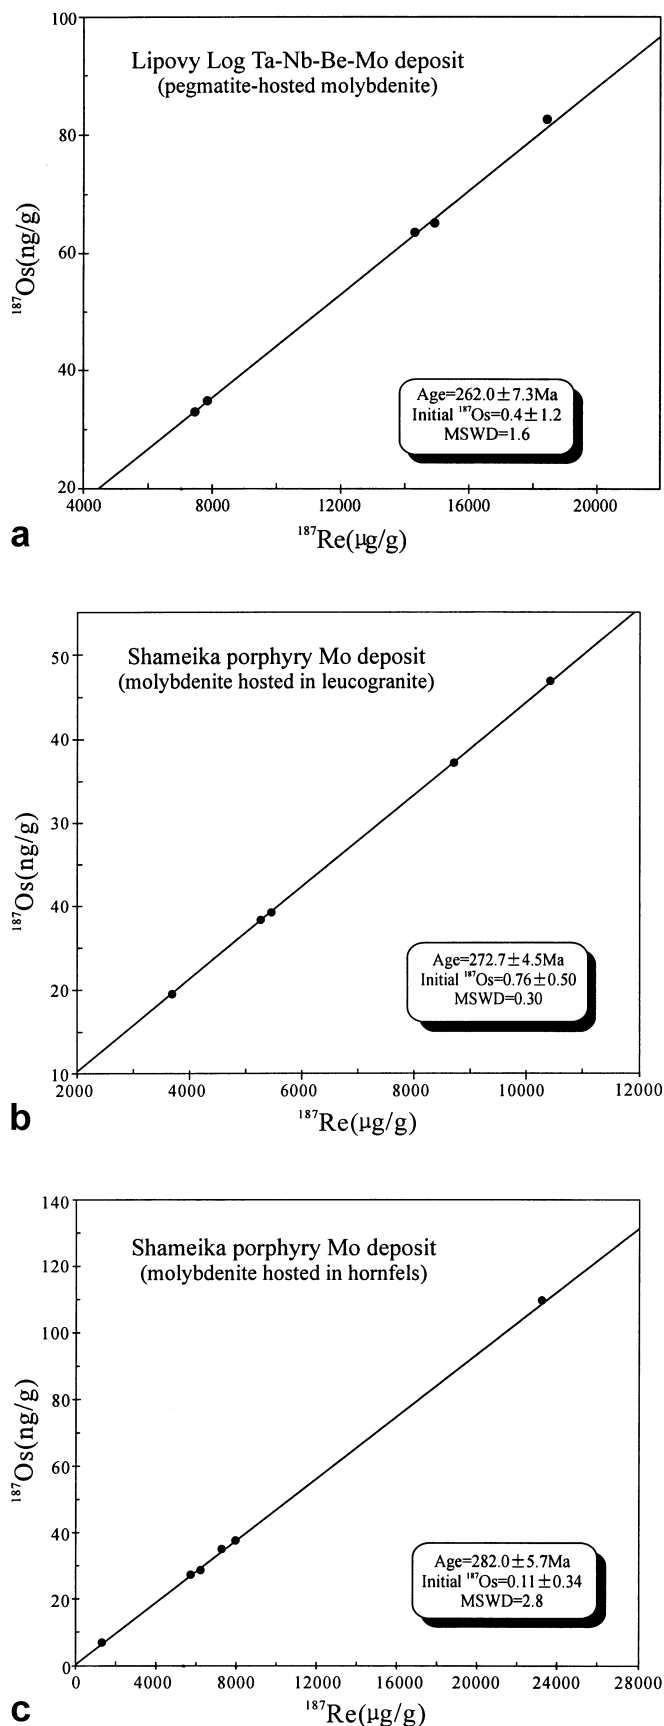 100
80
60
40
20
4000 8000 12000 16000 20000
¹⁸⁷Os(ng/g)
¹⁸⁷Re(μg/g)
Lipovy Log Ta-Nb-Be-Mo deposit
(pegmatite-hosted molybdenite)
Age=262.0±7.3Ma
Initial ¹⁸⁷Os=0.4±1.2
MSWD=1.6
a
50
40
30
40
20
10
2000 4000 6000 8000 10000 12000
¹⁸⁷Os(ng/g)
¹⁸⁷Re(μg/g)
Shameika porphyry Mo deposit
(molybdenite hosted in leucogranite)
Age=272.7±4.5Ma
Initial ¹⁸⁷Os=0.76±0.50
MSWD=0.30
b
140
120
100
80
60
40
20
0
0 4000 8000 12000 16000 20000 24000 28000
¹⁸⁷Os(ng/g)
¹⁸⁷Re(μg/g)
Shameika porphyry Mo deposit
(molybdenite hosted in hornfels)
Age=282.0±5.7Ma
Initial ¹⁸⁷Os=0.11±0.34
MSWD=2.8
c